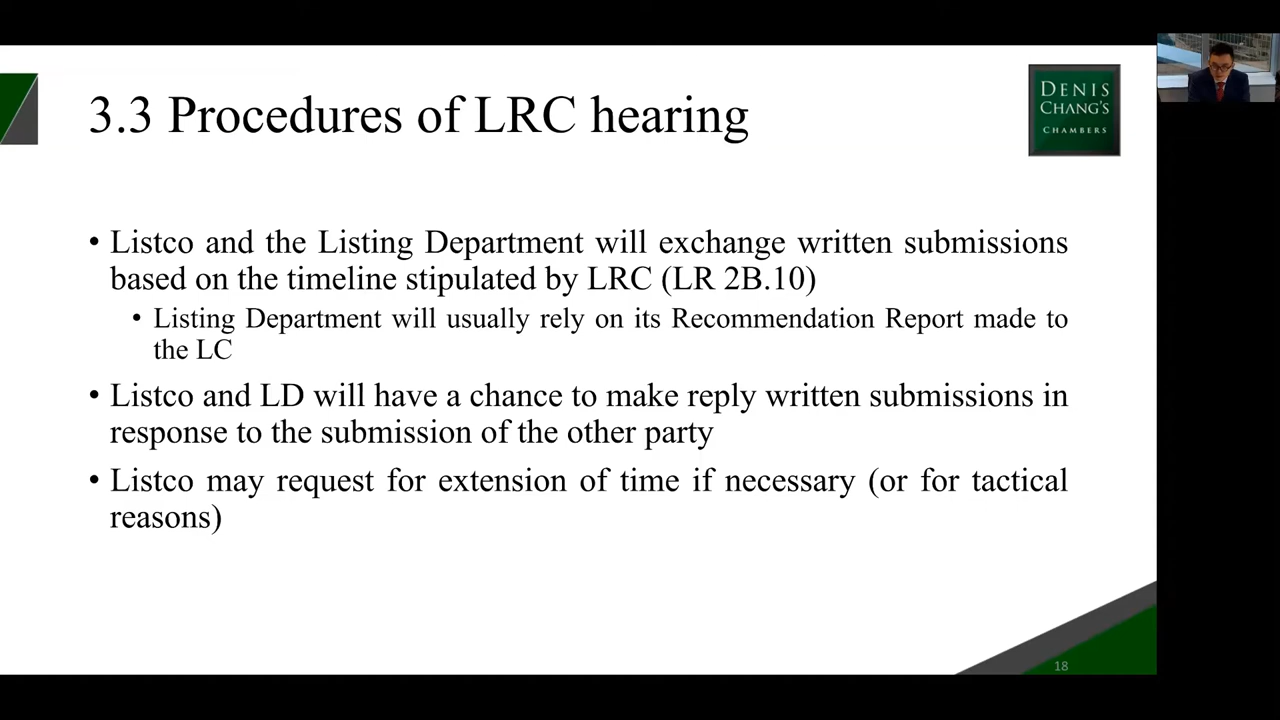 3.3 Procedures of LRC hearing
DENIS
CHANG'S
CHAMBERS
• Listco and the Listing Department will exchange written submissions
based on the timeline stipulated by LRC (LR 2B.10)
• Listing Department will usually rely on its Recommendation Report made to
the LC
• Listco and LD will have a chance to make reply written submissions in
response to the submission of the other party
• Listco may request for extension of time if necessary (or for tactical
reasons)
18